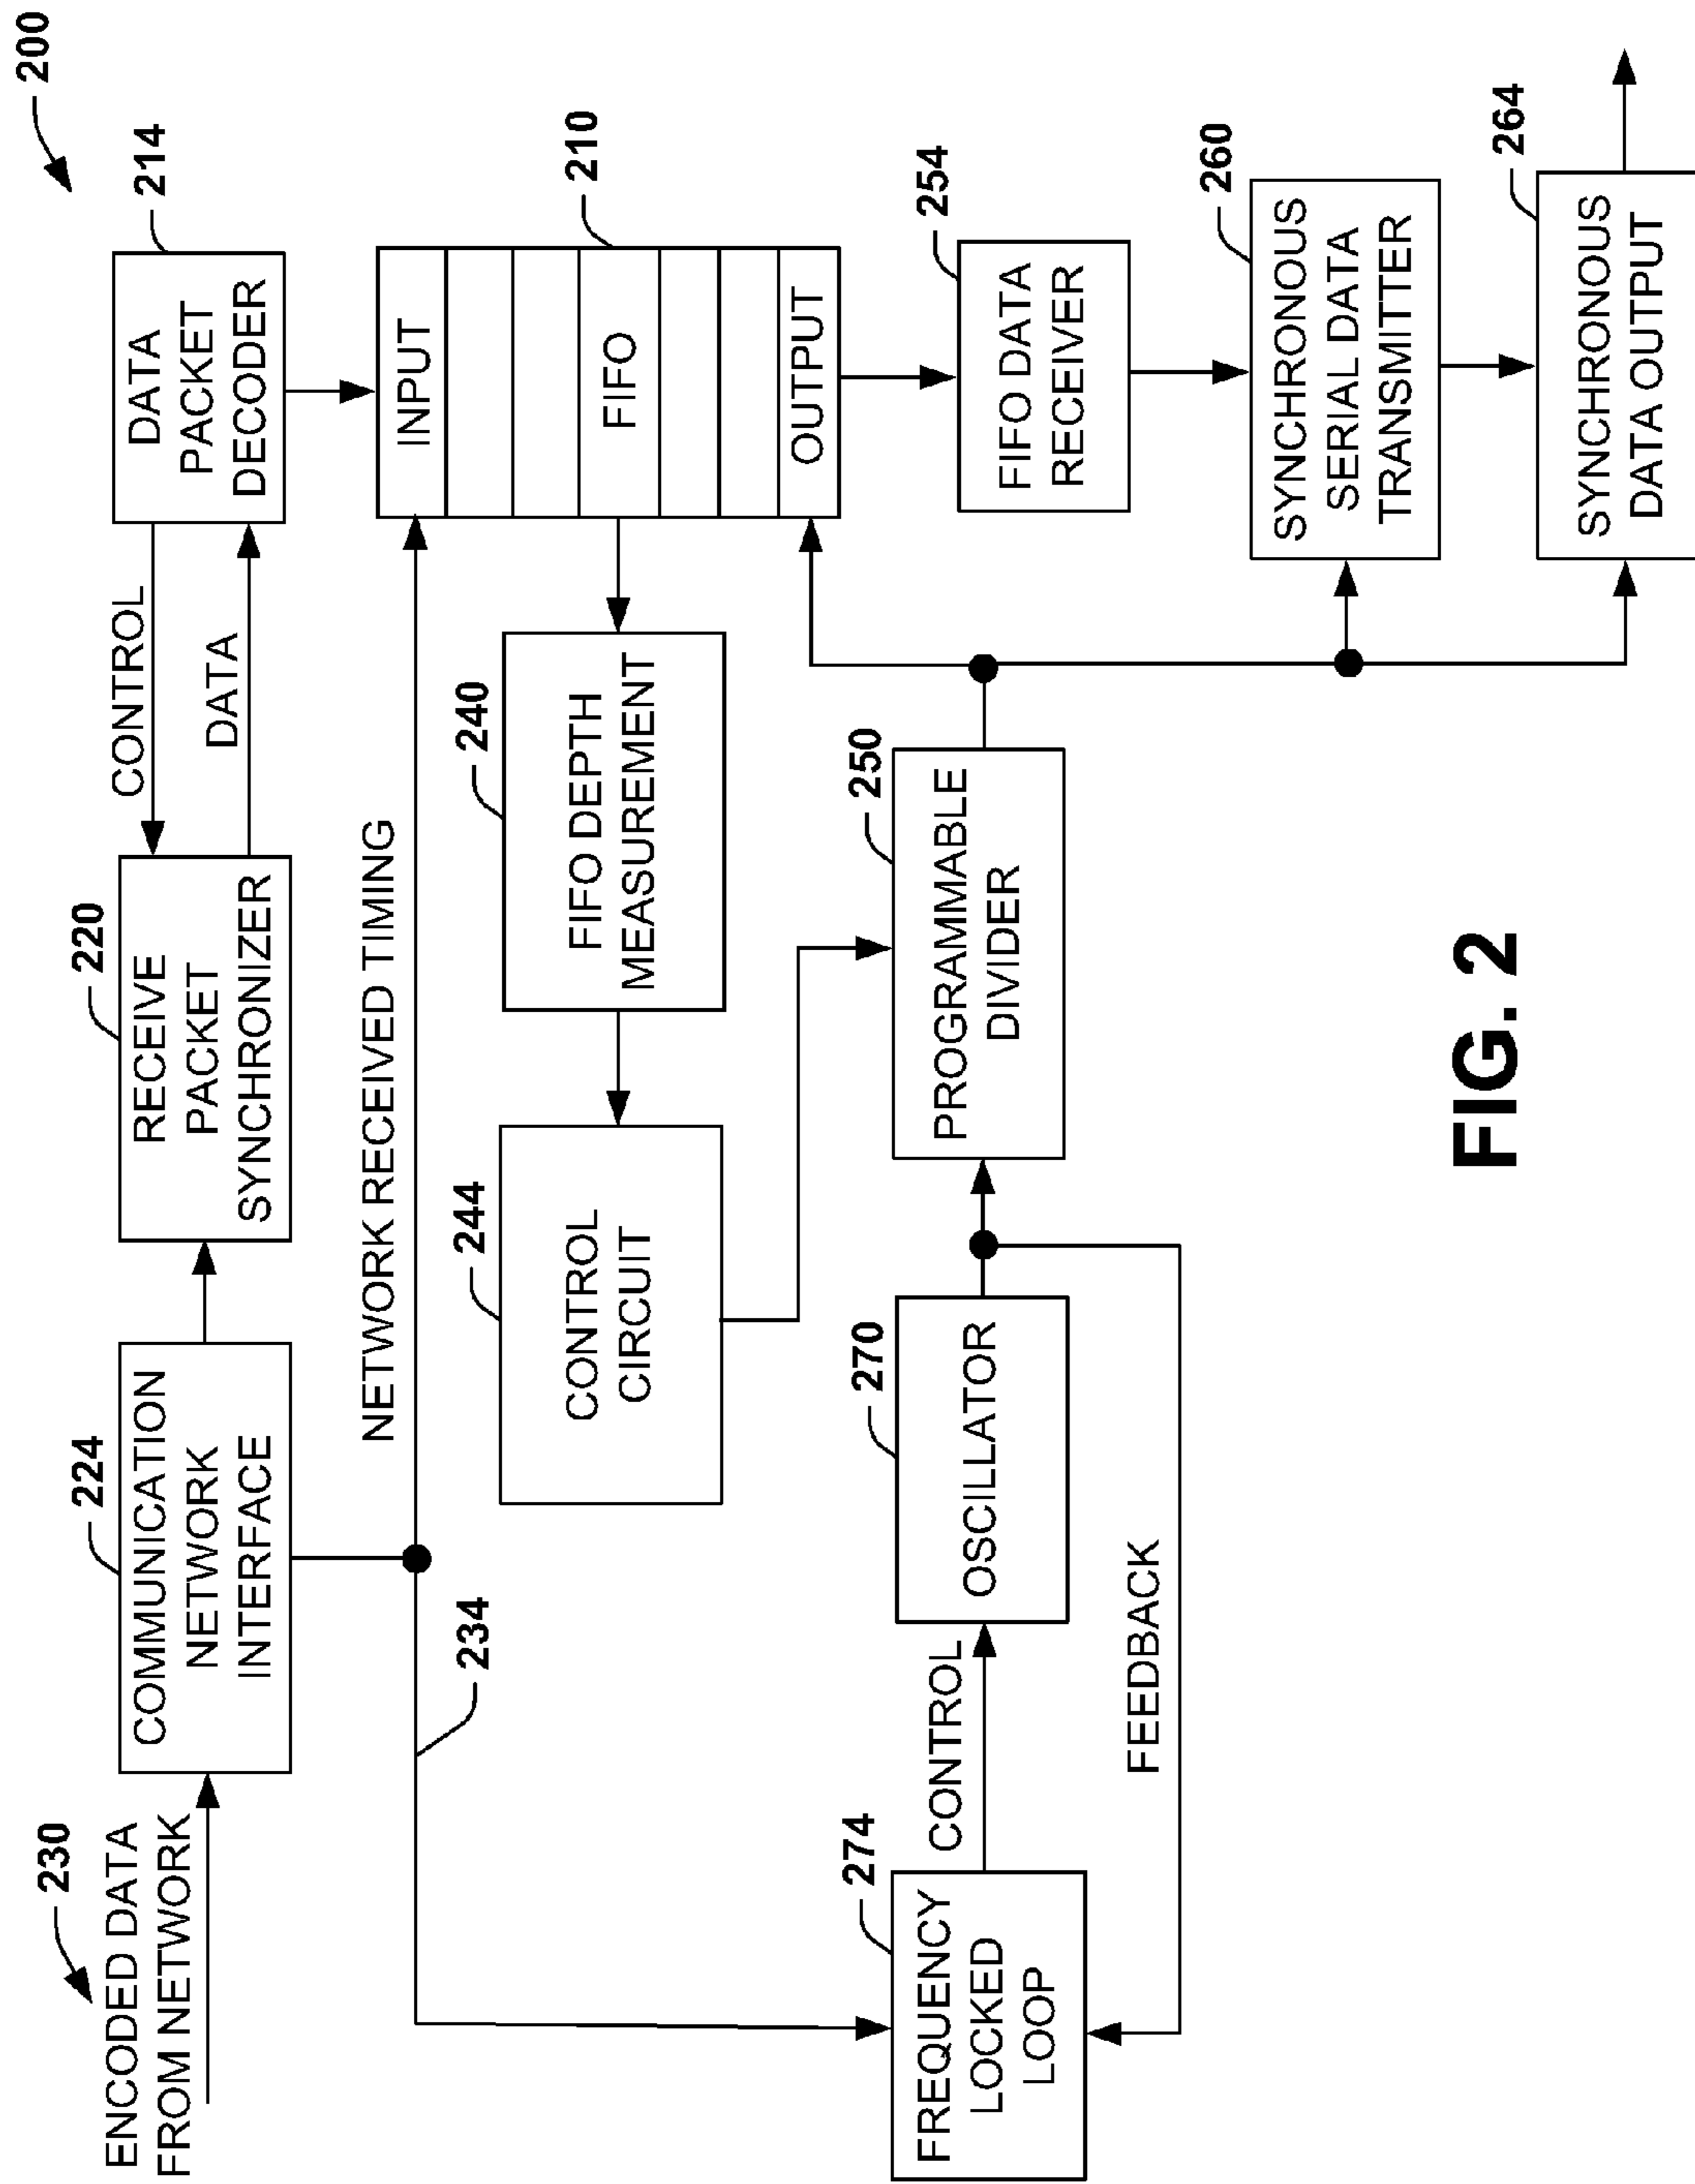 200
230
ENCODED DATA
FROM NETWORK
224
COMMUNICATION
NETWORK
INTERFACE
220
RECEIVE
PACKET
SYNCHRONIZER
CONTROL
DATA
214
DATA
PACKET
DECODER
NETWORK RECEIVED TIMING
234
INPUT
FIFO
OUTPUT
210
240
FIFO DEPTH
MEASUREMENT
244
CONTROL
CIRCUIT
274
FREQUENCY
LOCKED
LOOP
CONTROL
270
OSCILLATOR
FEEDBACK
250
PROGRAMMABLE
DIVIDER
254
FIFO DATA
RECEIVER
260
SYNCHRONOUS
SERIAL DATA
TRANSMITTER
264
SYNCHRONOUS
DATA OUTPUT
FIG. 2